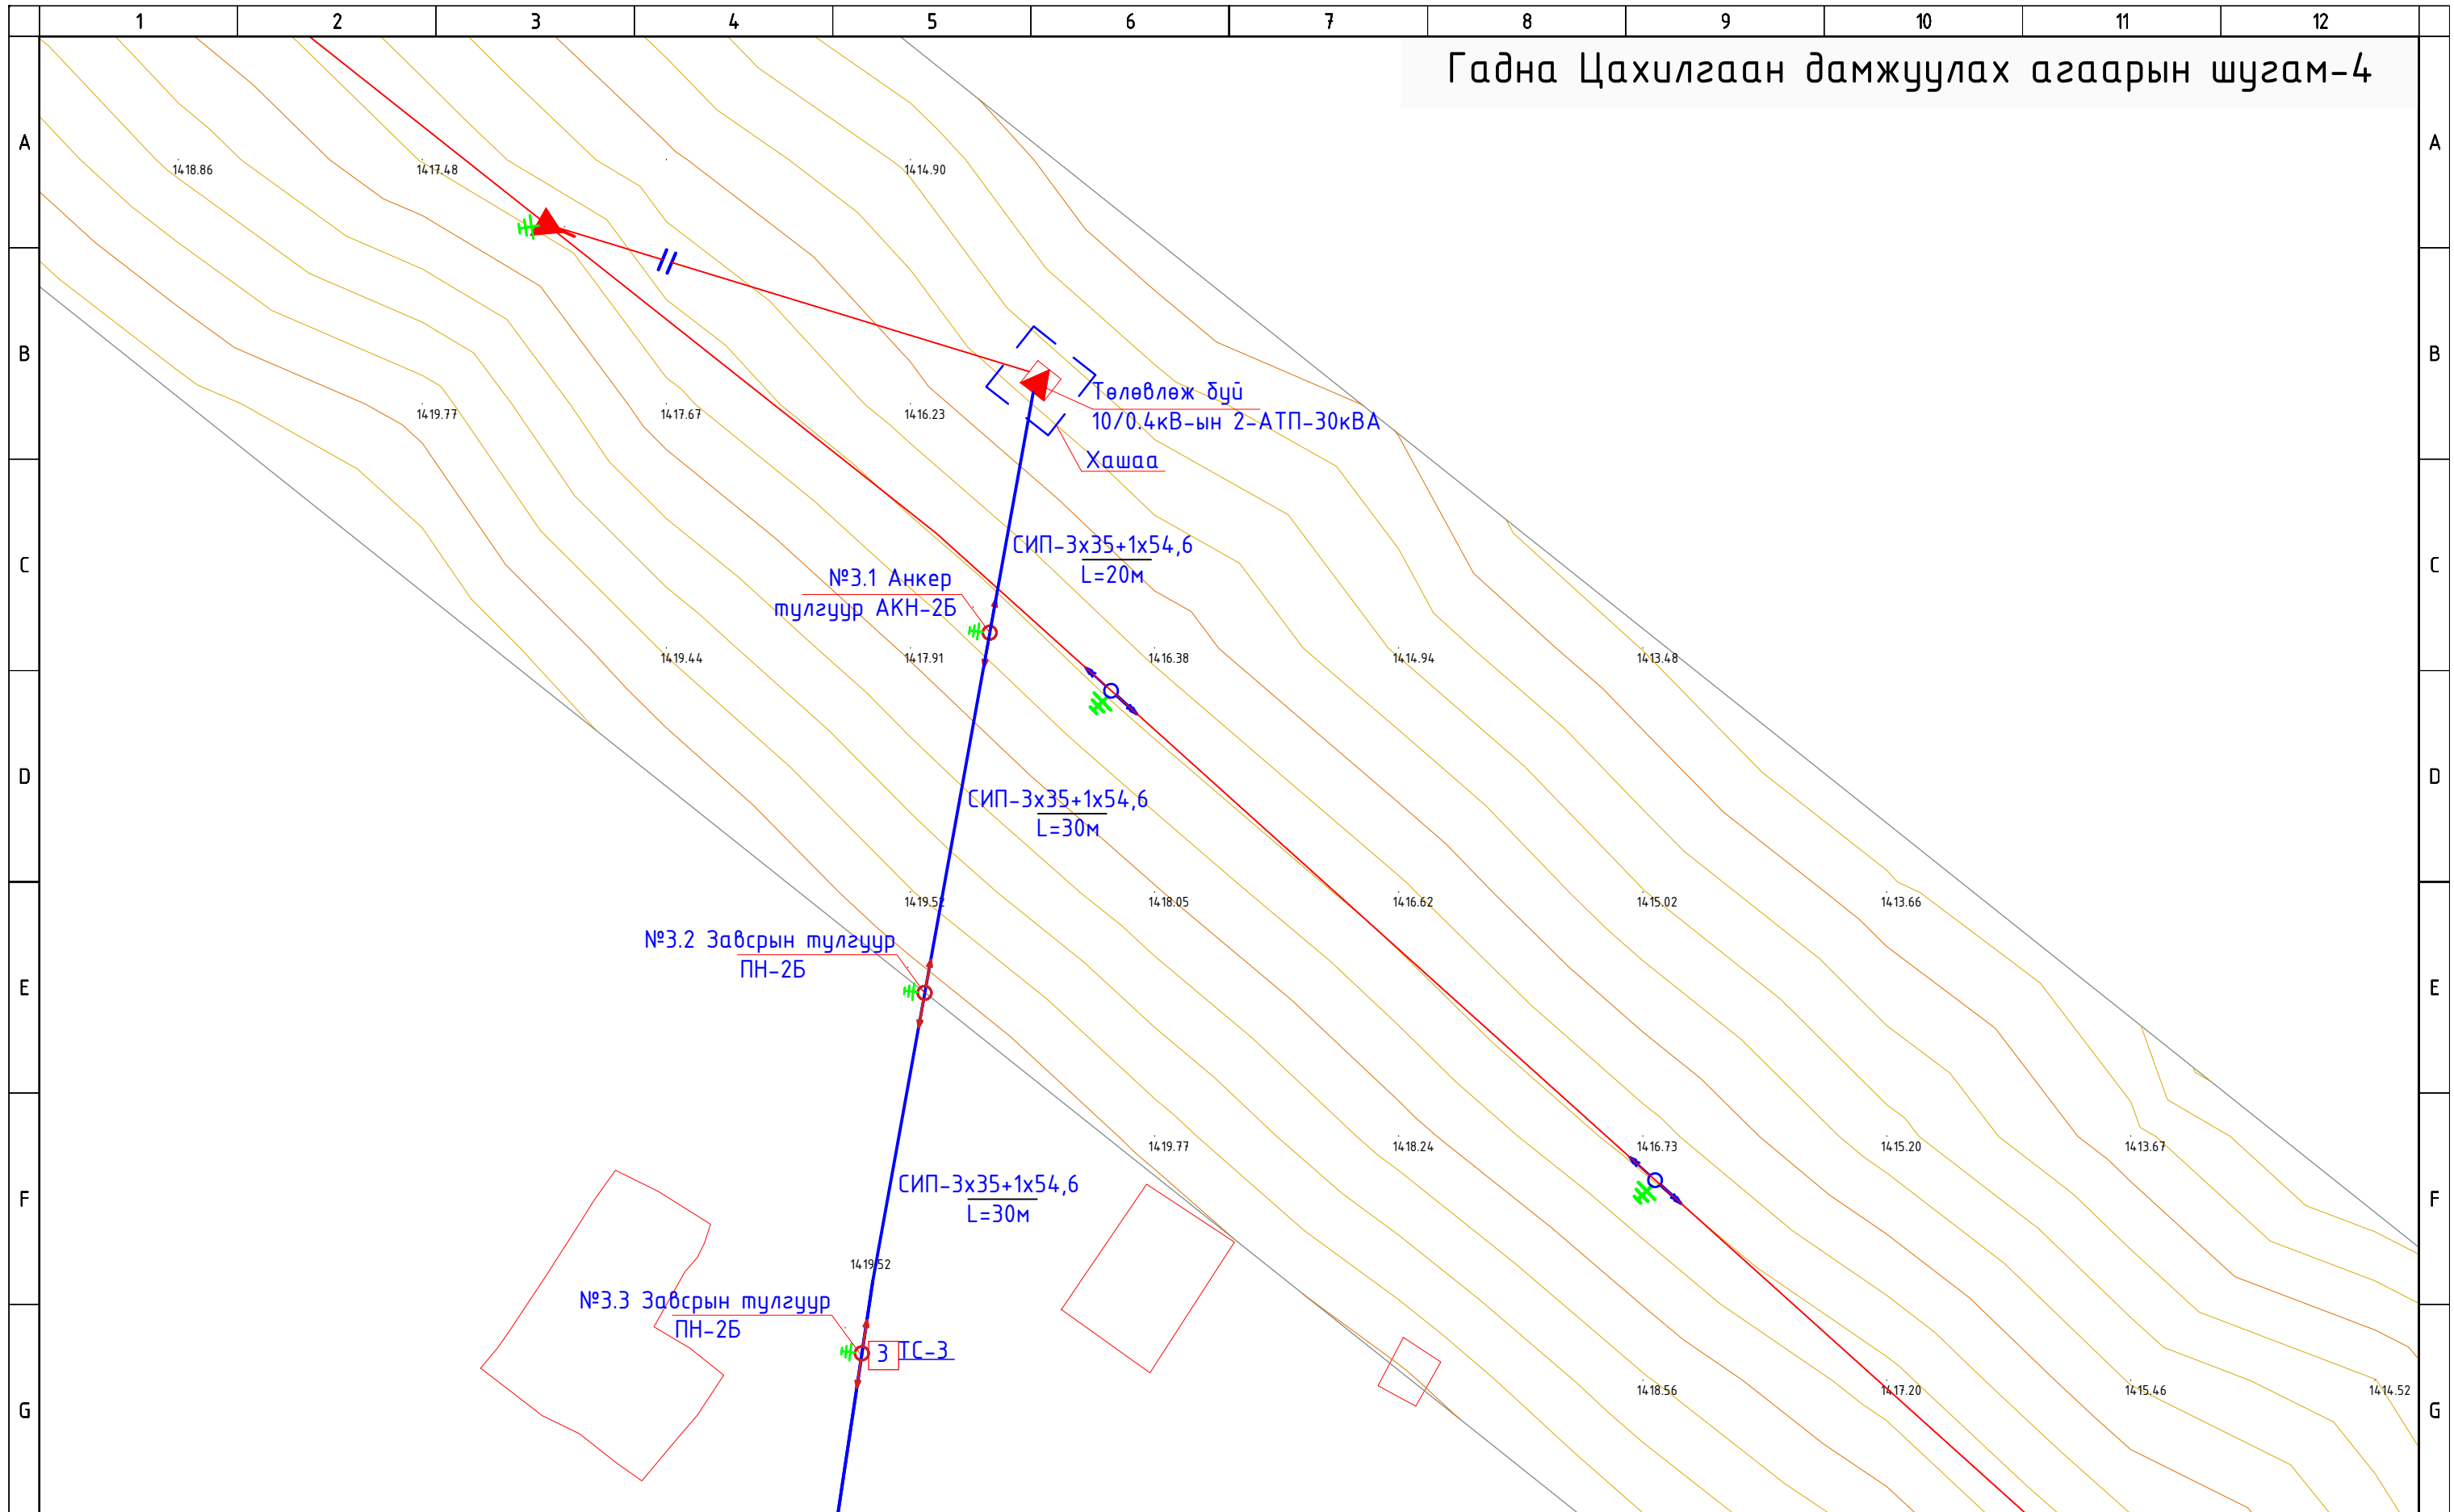 1 2 3 4 5 6 7 8 9 10 11 12
Гадна Цахилгаан дамжуулах агаарын шугам-4
A A
1418.86 1417.48 1414.90
B B
Төлөвлөж буй
10/0.4кВ-ын 2-АТП-30кВА
1419.77 1417.67 1416.23
Хашаа
СИП-3х35+1х54,6
L=20м
C C
№3.1 Анкер
тулгуур АКН-2Б
1419.44 1417.91 1416.38 1414.94 1413.48
D D
СИП-3х35+1х54,6
L=30м
1419.52 1418.05 1416.62 1415.02 1413.66
№3.2 Завсрын тулгуур
ПН-2Б
E E
1419.77 1418.24 1416.73 1415.20 1413.67
СИП-3х35+1х54,6
L=30м
F F
1419.52
№3.3 Завсрын тулгуур
ПН-2Б
3 ТС-3
1418.56 1417.20 1415.46 1414.52
G G